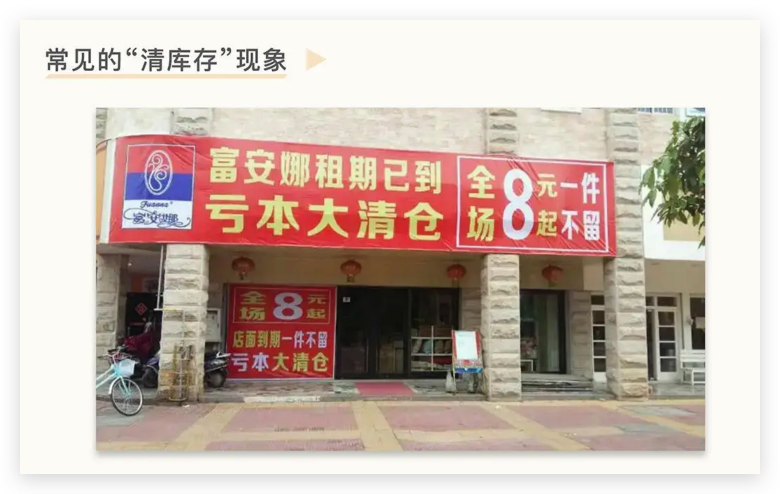 常见的“清库存”现象
Fuanna
富安娜
富安娜租期已到
亏本大清仓
全场8元起
一件不留
全场8元起
店面到期一件不留
亏本大清仓